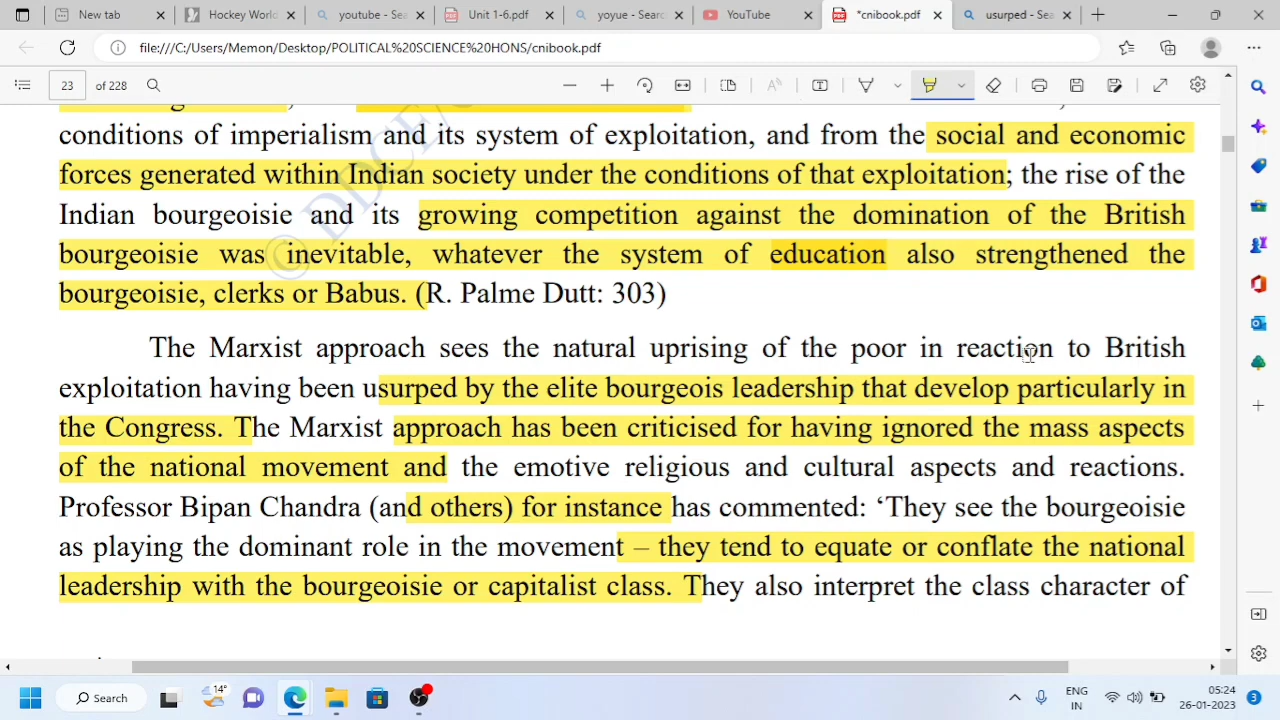 New tab
Hockey World
youtube - Sea
Unit 1-6.pdf
yoyue - Searc
YouTube
*cnibook.pdf
usurped - Sea
file:///C:/Users/Memon/Desktop/POLITICAL%20SCIENCE%20HONS/cnibook.pdf
23 of 228
conditions of imperialism and its system of exploitation, and from the social and economic
forces generated within Indian society under the conditions of that exploitation; the rise of the
Indian bourgeoisie and its growing competition against the domination of the British
bourgeoisie was inevitable, whatever the system of education also strengthened the
bourgeoisie, clerks or Babus. (R. Palme Dutt: 303)
The Marxist approach sees the natural uprising of the poor in reaction to British
exploitation having been usurped by the elite bourgeois leadership that develop particularly in
the Congress. The Marxist approach has been criticised for having ignored the mass aspects
of the national movement and the emotive religious and cultural aspects and reactions.
Professor Bipan Chandra (and others) for instance has commented: ‘They see the bourgeoisie
as playing the dominant role in the movement – they tend to equate or conflate the national
leadership with the bourgeoisie or capitalist class. They also interpret the class character of
Search
14°
ENG
IN
05:24
26-01-2023
3